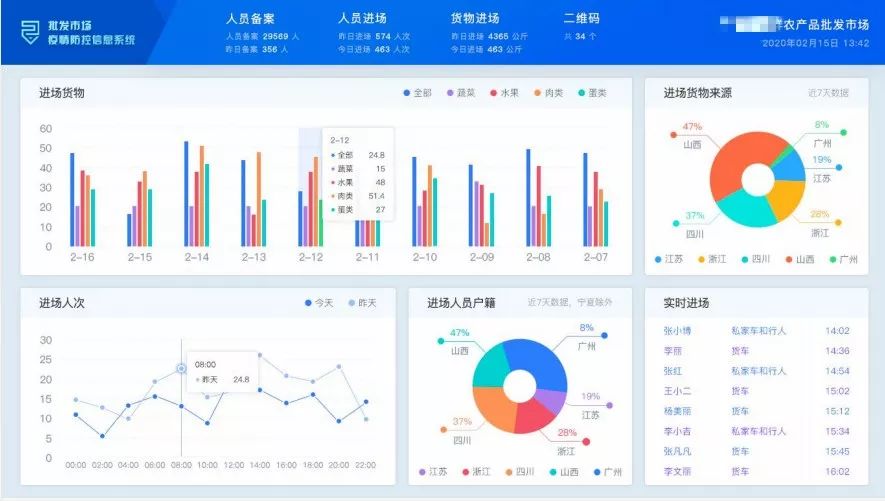 批发市场
疫情防控信息系统
人员备案
人员备案 29569 人
昨日备案 356 人
人员进场
昨日进场 574 人次
今日进场 463 人次
货物进场
昨日进场 4365 公斤
今日进场 463 公斤
二维码
共 34 个
农产品批发市场
2020年02月15日 13:42
进场货物
全部 蔬菜 水果 肉类 蛋类
60
50
40
30
20
10
0
2-12
全部 24.8
蔬菜 15
水果 48
肉类 51.4
蛋类 27
2-16 2-15 2-14 2-13 2-12 2-11 2-10 2-09 2-08 2-07
进场货物来源 近7天数据
47%
山西
8%
广州
19%
江苏
37%
四川
28%
浙江
江苏 浙江 四川 山西 广州
进场人次
今天 昨天
30
25
20
15
10
5
0
08:00
昨天 24.8
00:00 02:00 04:00 06:00 08:00 10:00 12:00 14:00 16:00 18:00 20:00 22:00
进场人员户籍 近7天数据，宁夏除外
47%
山西
8%
广州
19%
江苏
37%
四川
28%
浙江
江苏 浙江 四川 山西 广州
实时进场
张小博 私家车和行人 14:02
李丽 货车 14:36
张红 私家车和行人 14:54
王小二 货车 15:02
杨美丽 货车 15:12
李小吉 私家车和行人 15:34
张凡凡 货车 15:45
李文丽 货车 16:02